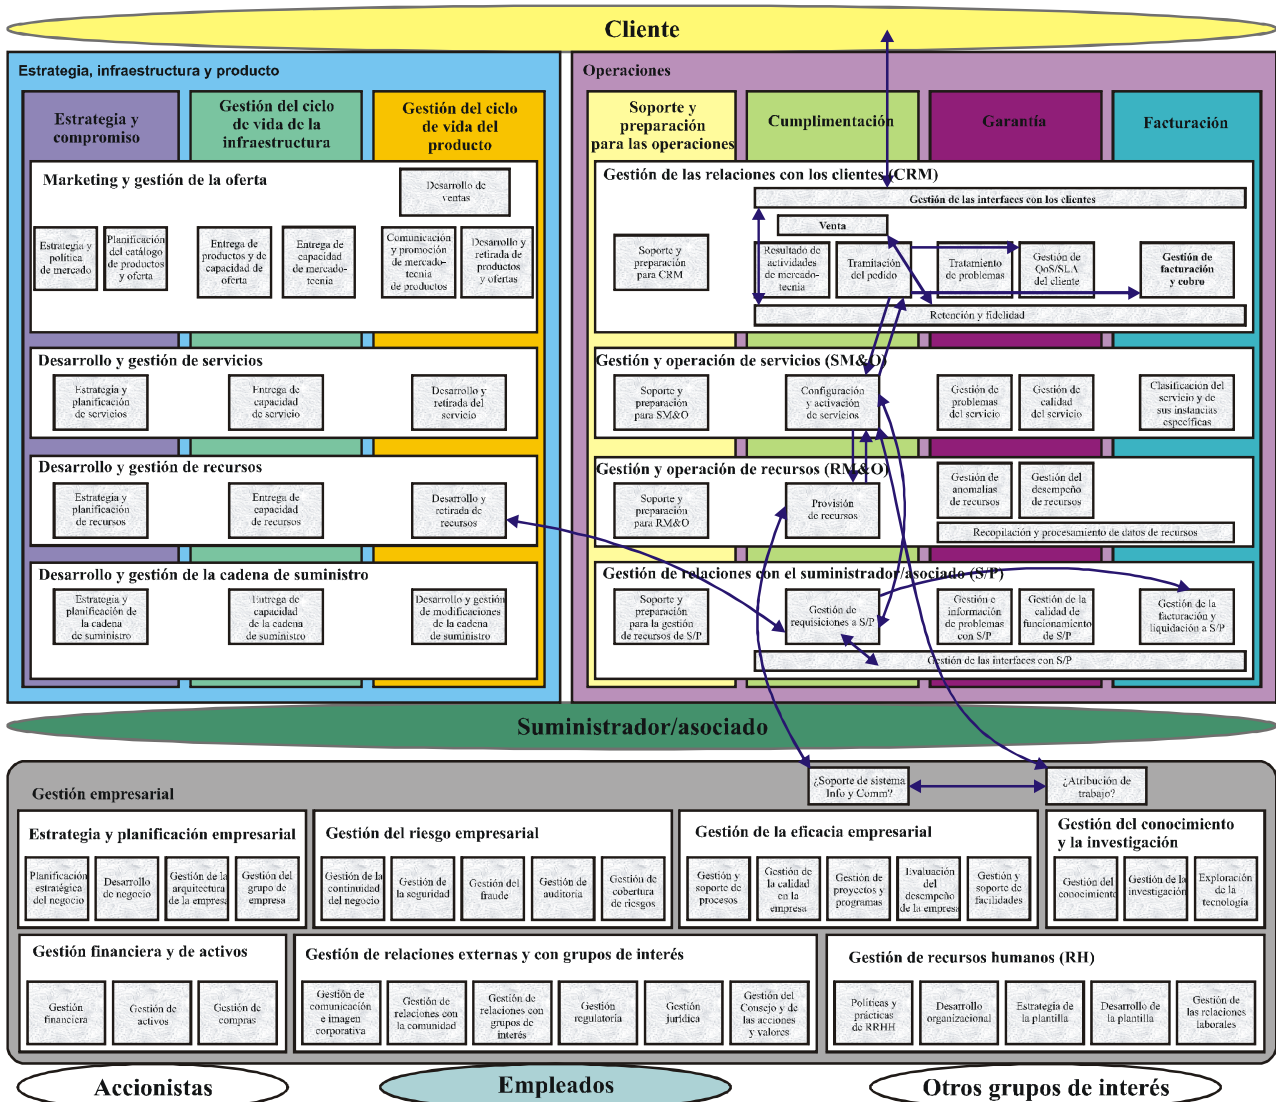 Cliente
Estrategia, infraestructura y producto
Operaciones
Estrategia y
compromiso
Gestión del ciclo
de vida de la
infraestructura
Gestión del ciclo
de vida del
producto
Soporte y
preparación
para las operaciones
Cumplimentación
Garantía
Facturación
Marketing y gestión de la oferta
Desarrollo de
ventas
Estrategia y
política
de mercado
Planificación
del catálogo
de productos
y oferta
Entrega de
productos y de
capacidad de
oferta
Entrega de
capacidad
de mercado-
tecnia
Comunicación
y promoción
de mercado-
tecnia
de productos
Desarrollo y
retirada de
productos
y ofertas
Gestión de las relaciones con los clientes (CRM)
Gestión de las interfaces con los clientes
Venta
Soporte y
preparación
para CRM
Resultado de
actividades
de mercado-
tecnia
Tramitación
del pedido
Tratamiento
de problemas
Gestión de
QoS/SLA
del cliente
Gestión de
facturación
y cobro
Retención y fidelidad
Desarrollo y gestión de servicios
Estrategia y
planificación
de servicios
Entrega de
capacidad
de servicio
Desarrollo y
retirada del
servicio
Gestión y operación de servicios (SM&O)
Soporte y
preparación
para SM&O
Configuración
y activación
de servicios
Gestión de
problemas
del servicio
Gestión de
calidad
del servicio
Clasificación del
servicio y de
sus instancias
específicas
Desarrollo y gestión de recursos
Estrategia y
planificación
de recursos
Entrega de
capacidad
de recursos
Desarrollo y
retirada de
recursos
Gestión y operación de recursos (RM&O)
Soporte y
preparación
para RM&O
Provisión
de recursos
Gestión de
anomalías
de recursos
Gestión del
desempeño
de recursos
Recopilación y procesamiento de datos de recursos
Desarrollo y gestión de la cadena de suministro
Estrategia y
planificación de
la cadena
de suministro
Entrega de
capacidad
de la cadena
de suministro
Desarrollo y gestión
de modificaciones
de la cadena
de suministro
Gestión de relaciones con el suministrador/asociado (S/P)
Soporte y
preparación
para la gestión
de recursos de S/P
Gestión de
requisiciones a S/P
Gestión e
información
de problemas
con S/P
Gestión de la
calidad de
funcionamiento
de S/P
Gestión de la
facturación y
liquidación a S/P
Gestión de las interfaces con S/P
Suministrador/asociado
Gestión empresarial
¿Soporte de sistema
Info y Comm?
¿Atribución de
trabajo?
Estrategia y planificación empresarial
Planificación
estratégica
del negocio
Desarrollo
de negocio
Gestión de la
arquitectura
de la empresa
Gestión del
grupo de
empresa
Gestión del riesgo empresarial
Gestión de la
continuidad
del negocio
Gestión de
la seguridad
Gestión del
fraude
Gestión de
auditoría
Gestión de
cobertura
de riesgos
Gestión de la eficacia empresarial
Gestión y
soporte de
procesos
Gestión de
la calidad
en la
empresa
Gestión de
proyectos y
programas
Evaluación
del
desempeño
de la empresa
Gestión y
soporte de
facilidades
Gestión del conocimiento
y la investigación
Gestión del
conocimiento
Gestión de la
investigación
Exploración
de la
tecnología
Gestión financiera y de activos
Gestión
financiera
Gestión de
activos
Gestión de
compras
Gestión de relaciones externas y con grupos de interés
Gestión de
comunicación
e imagen
corporativa
Gestión de
relaciones con
la comunidad
Gestión de
relaciones con
grupos de
interés
Gestión
regulatoria
Gestión
jurídica
Gestión del
Consejo y de
las acciones
y valores
Gestión de recursos humanos (RH)
Políticas y
prácticas
de RRHH
Desarrollo
organizacional
Estrategia de
la plantilla
Desarrollo de
la plantilla
Gestión de
las relaciones
laborales
Accionistas
Empleados
Otros grupos de interés